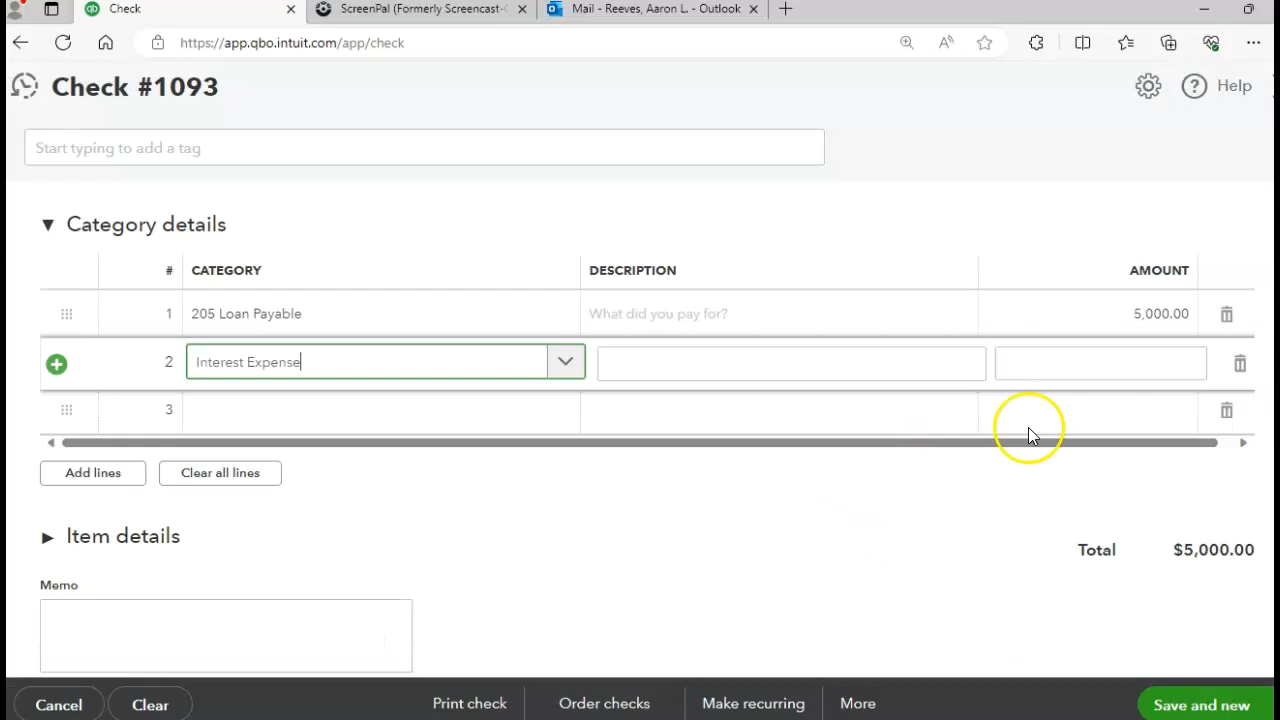 Check
ScreenPal (Formerly Screencast-O
Mail - Reeves, Aaron L. - Outlook
https://app.qbo.intuit.com/app/check
Check #1093
Help
Start typing to add a tag
Category details
# CATEGORY DESCRIPTION AMOUNT
1 205 Loan Payable What did you pay for? 5,000.00
2 Interest Expense
3
Add lines Clear all lines
Item details
Total $5,000.00
Memo
Cancel Clear Print check Order checks Make recurring More Save and new